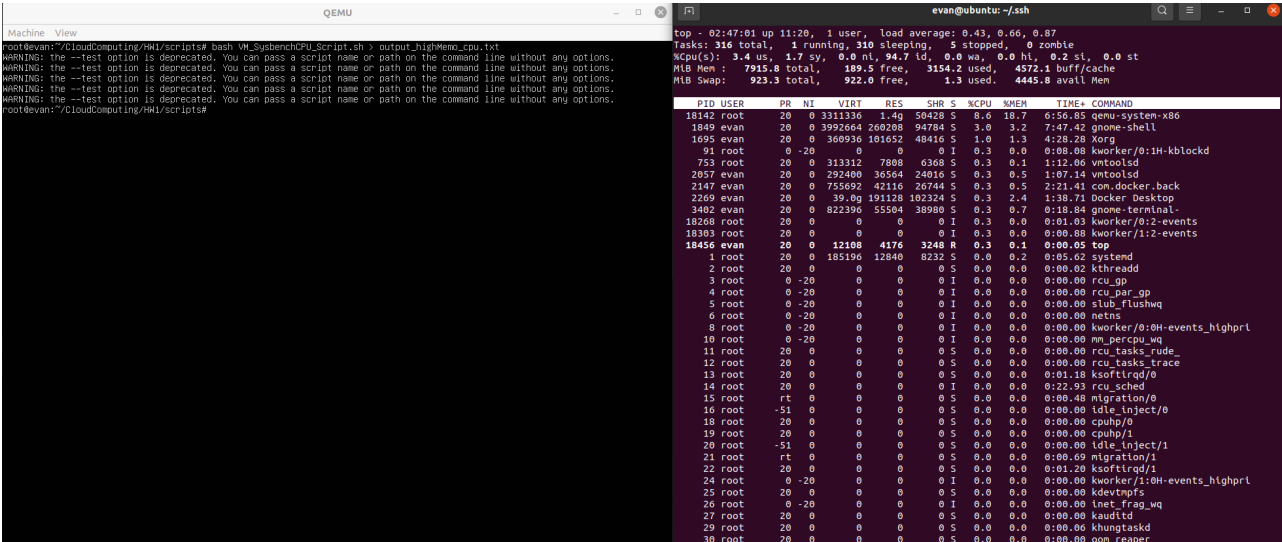 QEMU
Machine View
root@evan:~/CloudComputing/HW1/scripts# bash VM_SysbenchCPU_Script.sh > output_highMemo_cpu.txt
WARNING: the --test option is deprecated. You can pass a script name or path on the command line without any options.
WARNING: the --test option is deprecated. You can pass a script name or path on the command line without any options.
WARNING: the --test option is deprecated. You can pass a script name or path on the command line without any options.
WARNING: the --test option is deprecated. You can pass a script name or path on the command line without any options.
WARNING: the --test option is deprecated. You can pass a script name or path on the command line without any options.
root@evan:~/CloudComputing/HW1/scripts#
evan@ubuntu: ~/.ssh
top - 02:47:01 up 11:20, 1 user, load average: 0.43, 0.66, 0.87
Tasks: 316 total, 1 running, 310 sleeping, 5 stopped, 0 zombie
%Cpu(s): 3.4 us, 1.7 sy, 0.0 ni, 94.7 id, 0.0 wa, 0.0 hi, 0.2 si, 0.0 st
MiB Mem : 7915.8 total, 189.5 free, 3154.2 used, 4572.1 buff/cache
MiB Swap: 923.3 total, 922.0 free, 1.3 used. 4445.8 avail Mem
PID USER PR NI VIRT RES SHR S %CPU %MEM TIME+ COMMAND
18142 root 20 0 3311336 1.4g 50428 S 8.6 18.7 6:56.85 qemu-system-x86
1849 evan 20 0 3992664 260208 94784 S 3.0 3.2 7:47.42 gnome-shell
1695 evan 20 0 360936 101652 48416 S 1.0 1.3 4:28.28 Xorg
91 root 0 -20 0 0 0 I 0.3 0.0 0:08.08 kworker/0:1H-kblockd
753 root 20 0 313312 7808 6368 S 0.3 0.1 1:12.06 vmtoolsd
2057 evan 20 0 292400 36564 24016 S 0.3 0.5 1:07.14 vmtoolsd
2147 evan 20 0 755692 42116 26744 S 0.3 0.5 2:21.41 com.docker.back
2269 evan 20 0 39.0g 191128 102324 S 0.3 2.4 1:38.71 Docker Desktop
3402 evan 20 0 822396 55504 38980 S 0.3 0.7 0:18.84 gnome-terminal-
18268 root 20 0 0 0 0 I 0.3 0.0 0:01.03 kworker/0:2-events
18303 root 20 0 0 0 0 I 0.3 0.0 0:00.88 kworker/1:2-events
18456 evan 20 0 12108 4176 3248 R 0.3 0.1 0:00.05 top
1 root 20 0 185196 12840 8232 S 0.0 0.2 0:05.62 systemd
2 root 20 0 0 0 0 S 0.0 0.0 0:00.02 kthreadd
3 root 0 -20 0 0 0 I 0.0 0.0 0:00.00 rcu_gp
4 root 0 -20 0 0 0 I 0.0 0.0 0:00.00 rcu_par_gp
5 root 0 -20 0 0 0 I 0.0 0.0 0:00.00 slub_flushwq
6 root 0 -20 0 0 0 I 0.0 0.0 0:00.00 netns
8 root 0 -20 0 0 0 I 0.0 0.0 0:00.00 kworker/0:0H-events_highpri
10 root 0 -20 0 0 0 I 0.0 0.0 0:00.00 mm_percpu_wq
11 root 20 0 0 0 0 S 0.0 0.0 0:00.00 rcu_tasks_rude_
12 root 20 0 0 0 0 S 0.0 0.0 0:00.00 rcu_tasks_trace
13 root 20 0 0 0 0 S 0.0 0.0 0:01.18 ksoftirqd/0
14 root 20 0 0 0 0 I 0.0 0.0 0:22.93 rcu_sched
15 root rt 0 0 0 0 S 0.0 0.0 0:00.48 migration/0
16 root -51 0 0 0 0 S 0.0 0.0 0:00.00 idle_inject/0
18 root 20 0 0 0 0 S 0.0 0.0 0:00.00 cpuhp/0
19 root 20 0 0 0 0 S 0.0 0.0 0:00.00 cpuhp/1
20 root -51 0 0 0 0 S 0.0 0.0 0:00.00 idle_inject/1
21 root rt 0 0 0 0 S 0.0 0.0 0:00.69 migration/1
22 root 20 0 0 0 0 S 0.0 0.0 0:01.20 ksoftirqd/1
24 root 0 -20 0 0 0 I 0.0 0.0 0:00.00 kworker/1:0H-events_highpri
25 root 20 0 0 0 0 S 0.0 0.0 0:00.00 kdevtmpfs
26 root 0 -20 0 0 0 I 0.0 0.0 0:00.00 inet_frag_wq
27 root 20 0 0 0 0 S 0.0 0.0 0:00.00 kauditd
29 root 20 0 0 0 0 S 0.0 0.0 0:00.06 khungtaskd
30 root 20 0 0 0 0 S 0.0 0.0 0:00.00 oom_reaper